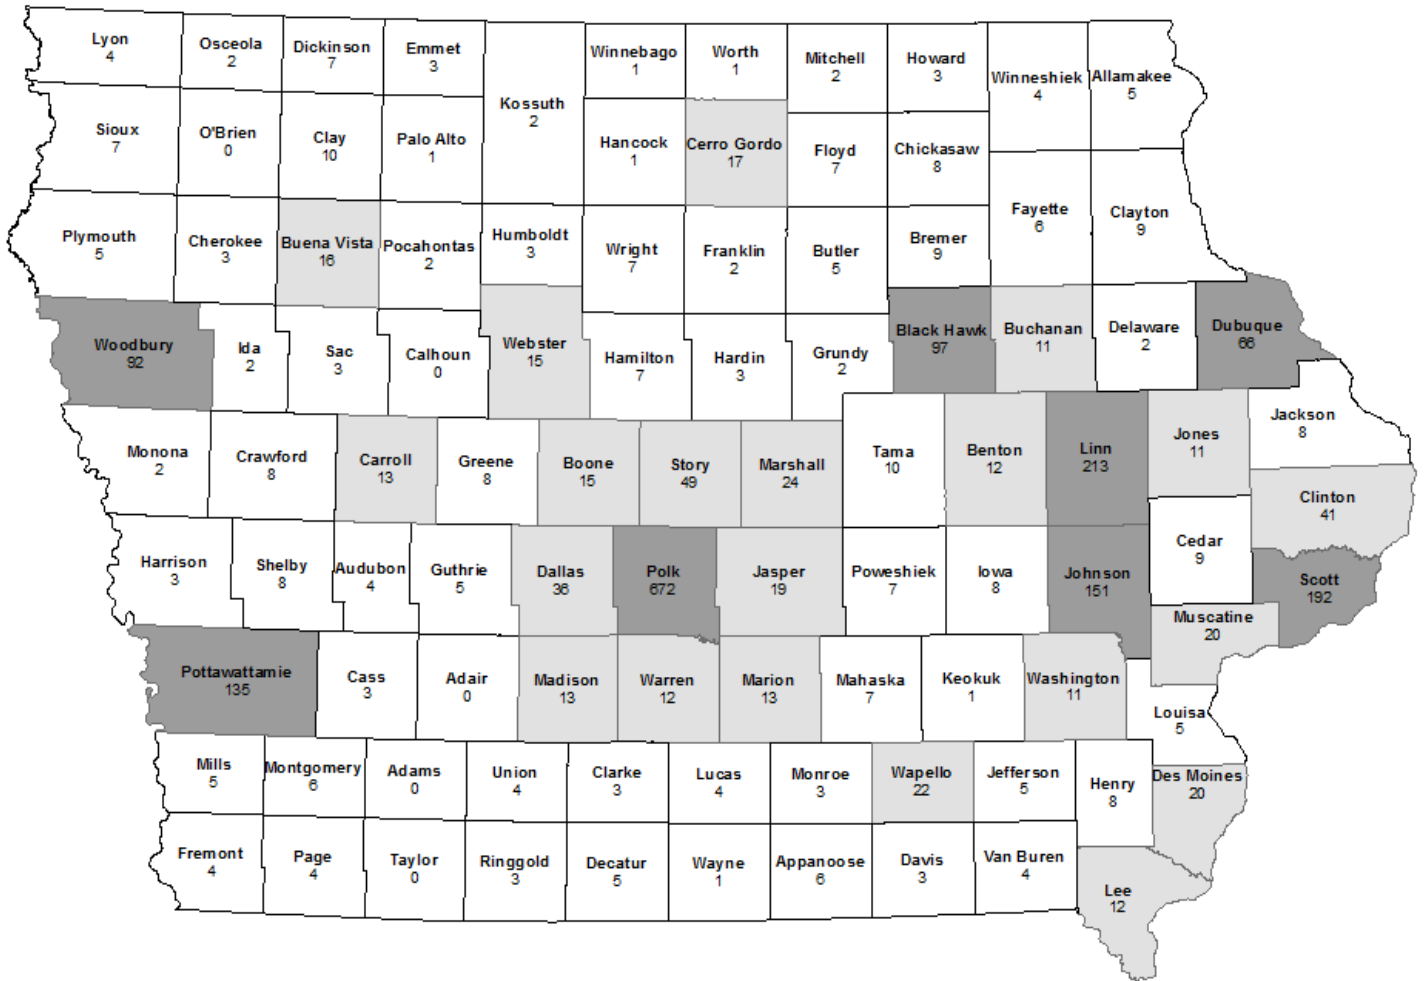 Lyon
4
Osceola
2
Dickinson
7
Emmet
3
Kossuth
2
Winnebago
1
Worth
1
Mitchell
2
Howard
3
Winneshiek
4
Allamakee
5
Sioux
7
O'Brien
0
Clay
10
Palo Alto
1
Hancock
1
Cerro Gordo
17
Floyd
7
Chickasaw
8
Plymouth
5
Cherokee
3
Buena Vista
16
Pocahontas
2
Humboldt
3
Wright
7
Franklin
2
Butler
5
Bremer
9
Fayette
6
Clayton
9
Woodbury
92
Ida
2
Sac
3
Calhoun
0
Webster
15
Hamilton
7
Hardin
3
Grundy
2
Black Hawk
97
Buchanan
11
Delaware
2
Dubuque
66
Monona
2
Crawford
8
Carroll
13
Greene
8
Boone
15
Story
49
Marshall
24
Tama
10
Benton
12
Linn
213
Jones
11
Jackson
8
Clinton
41
Harrison
3
Shelby
8
Audubon
4
Guthrie
5
Dallas
36
Polk
672
Jasper
19
Poweshiek
7
Iowa
8
Johnson
151
Cedar
9
Scott
192
Muscatine
20
Pottawattamie
135
Cass
3
Adair
0
Madison
13
Warren
12
Marion
13
Mahaska
7
Keokuk
1
Washington
11
Louisa
5
Mills
5
Montgomery
6
Adams
0
Union
4
Clarke
3
Lucas
4
Monroe
3
Wapello
22
Jefferson
5
Henry
8
Des Moines
20
Fremont
4
Page
4
Taylor
0
Ringgold
3
Decatur
5
Wayne
1
Appanoose
6
Davis
3
Van Buren
4
Lee
12